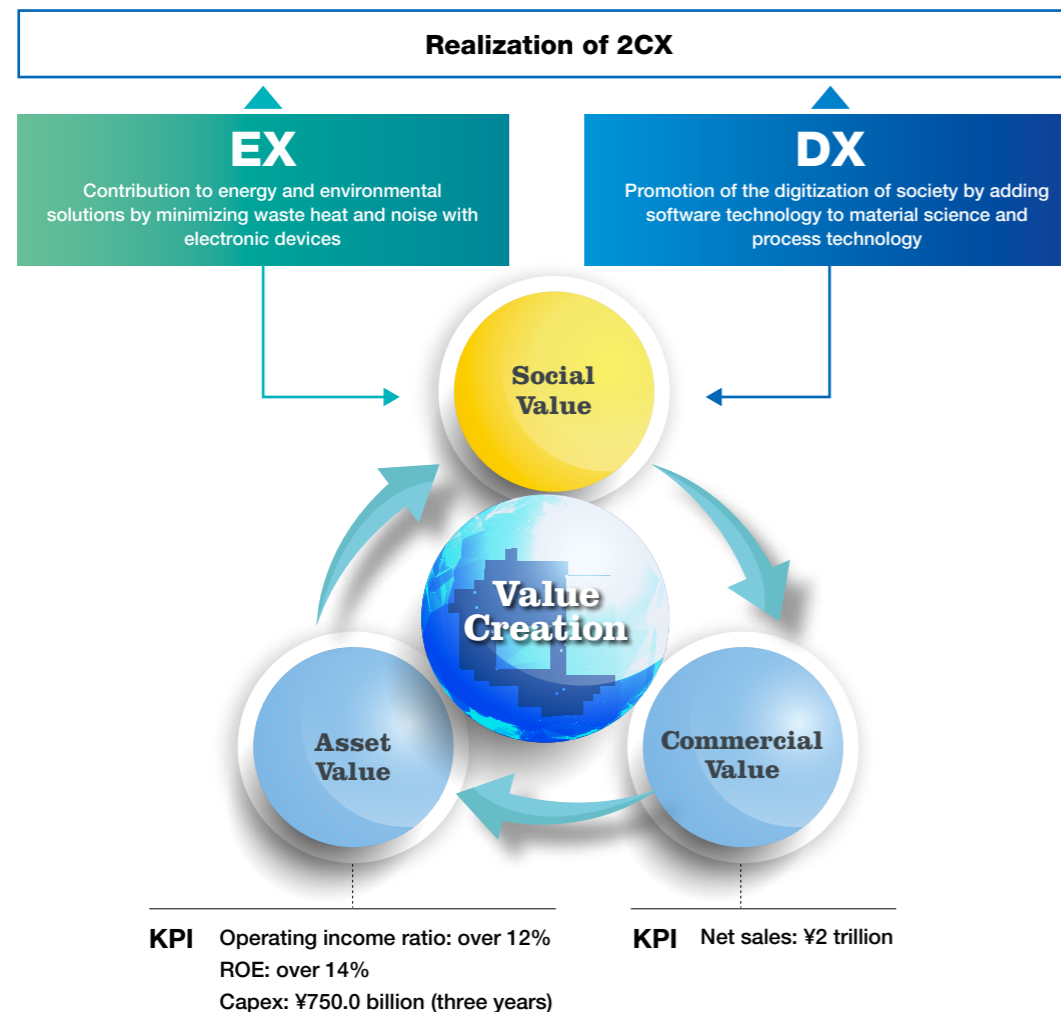 Realization of 2CX
EX
Contribution to energy and environmental
solutions by minimizing waste heat and noise with
electronic devices
DX
Promotion of the digitization of society by adding
software technology to material science and
process technology
Social
Value
Value
Creation
Asset
Value
Commercial
Value
KPI
Operating income ratio: over 12%
ROE: over 14%
Capex: ¥750.0 billion (three years)
KPI
Net sales: ¥2 trillion